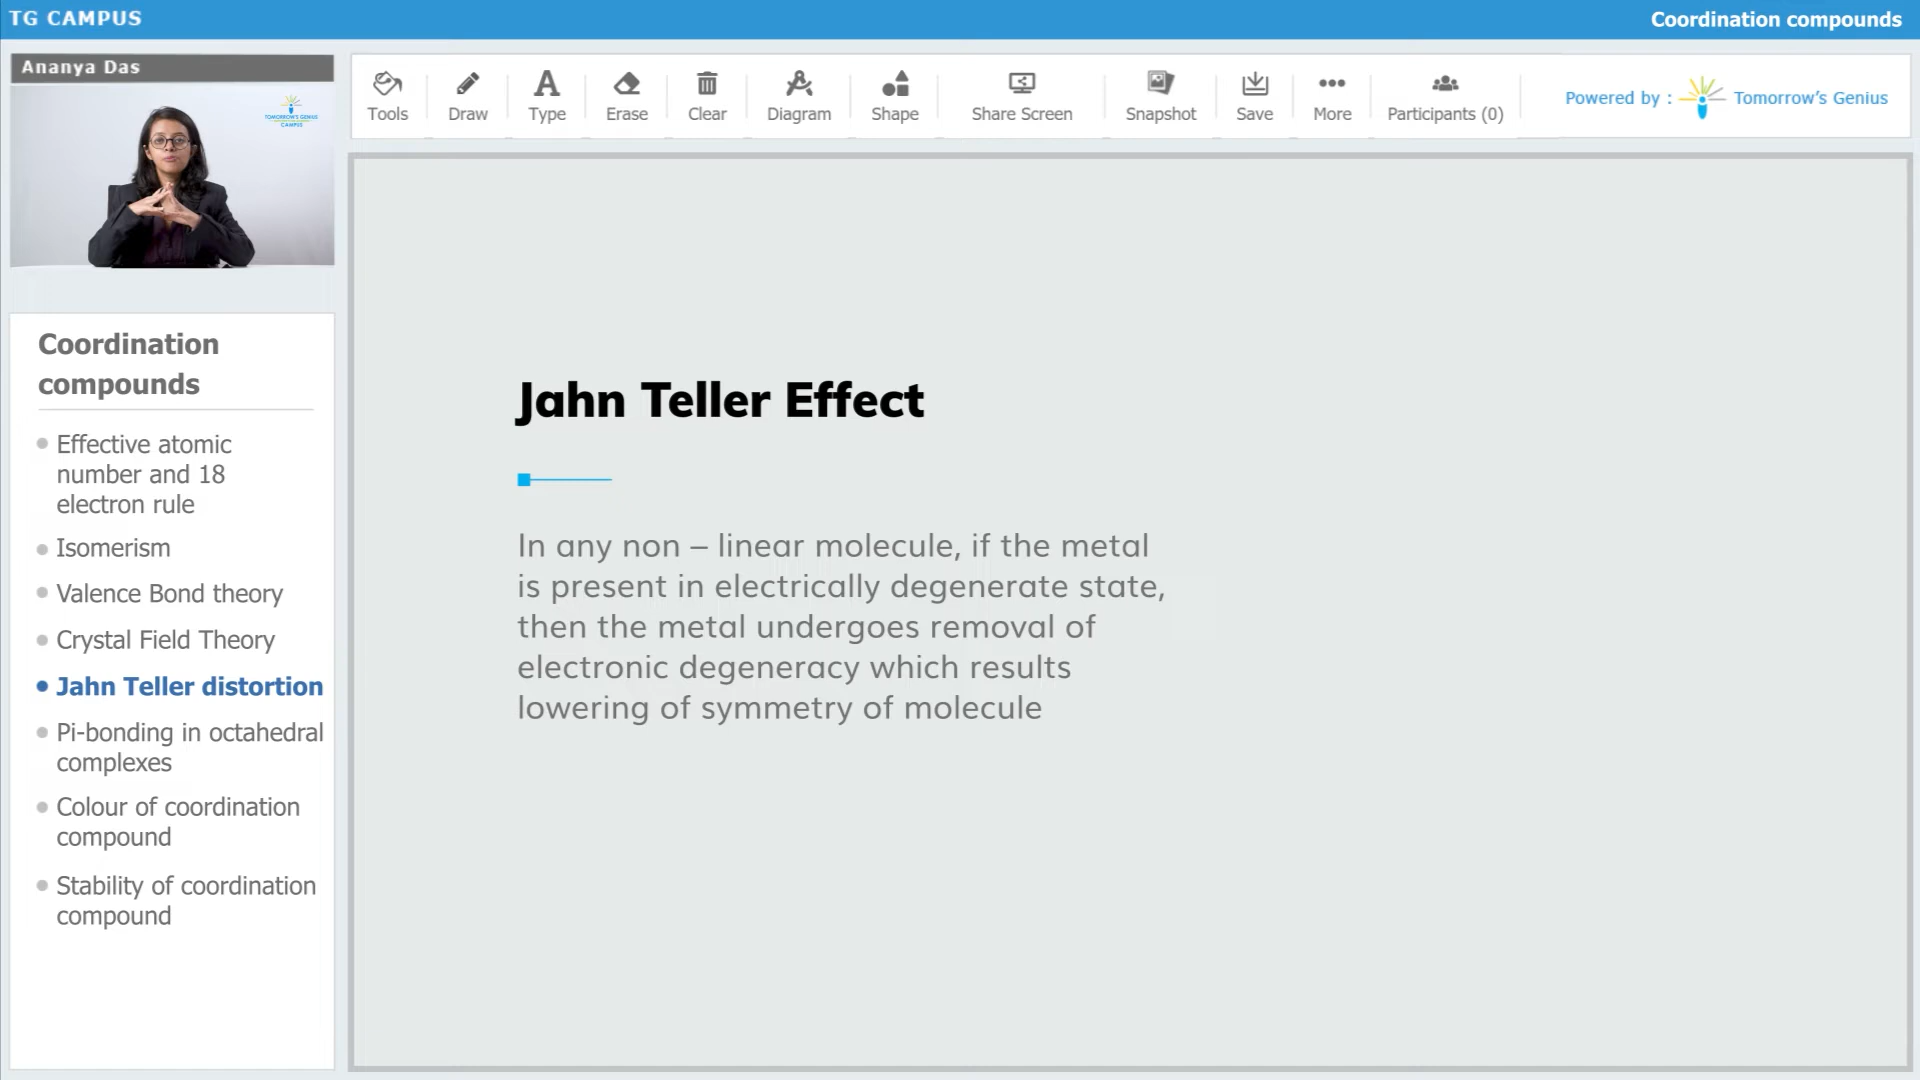 TG CAMPUS
Coordination compounds
Ananya Das
TOMORROW'S GENIUS
CAMPUS
Tools
Draw
Type
Erase
Clear
Diagram
Shape
Share Screen
Snapshot
Save
More
Participants (0)
Powered by :
Tomorrow's Genius
Coordination
compounds
Effective atomic
number and 18
electron rule
Isomerism
Valence Bond theory
Crystal Field Theory
Jahn Teller distortion
Pi-bonding in octahedral
complexes
Colour of coordination
compound
Stability of coordination
compound
Jahn Teller Effect
In any non – linear molecule, if the metal
is present in electrically degenerate state,
then the metal undergoes removal of
electronic degeneracy which results
lowering of symmetry of molecule